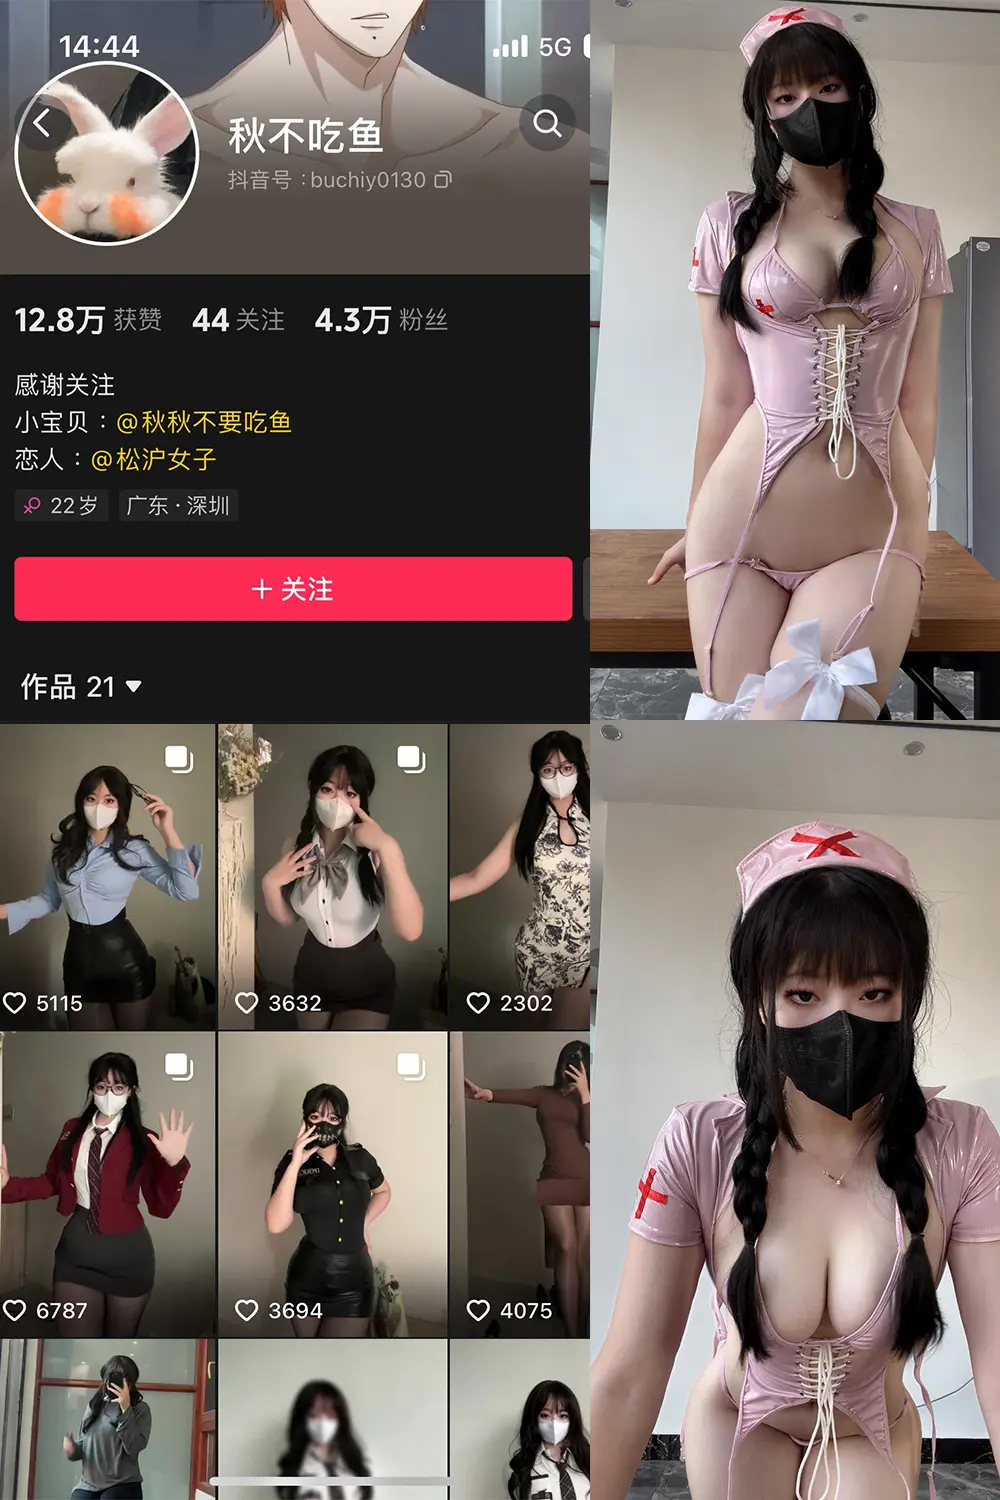 14:44
5G
秋不吃鱼
抖音号：buchiy0130
12.8万 获赞 44 关注 4.3万 粉丝
感谢关注
小宝贝：@秋秋不要吃鱼
恋人：@松沪女子
22岁 广东·深圳
+ 关注
作品 21
5115 3632 2302
6787 3694 4075